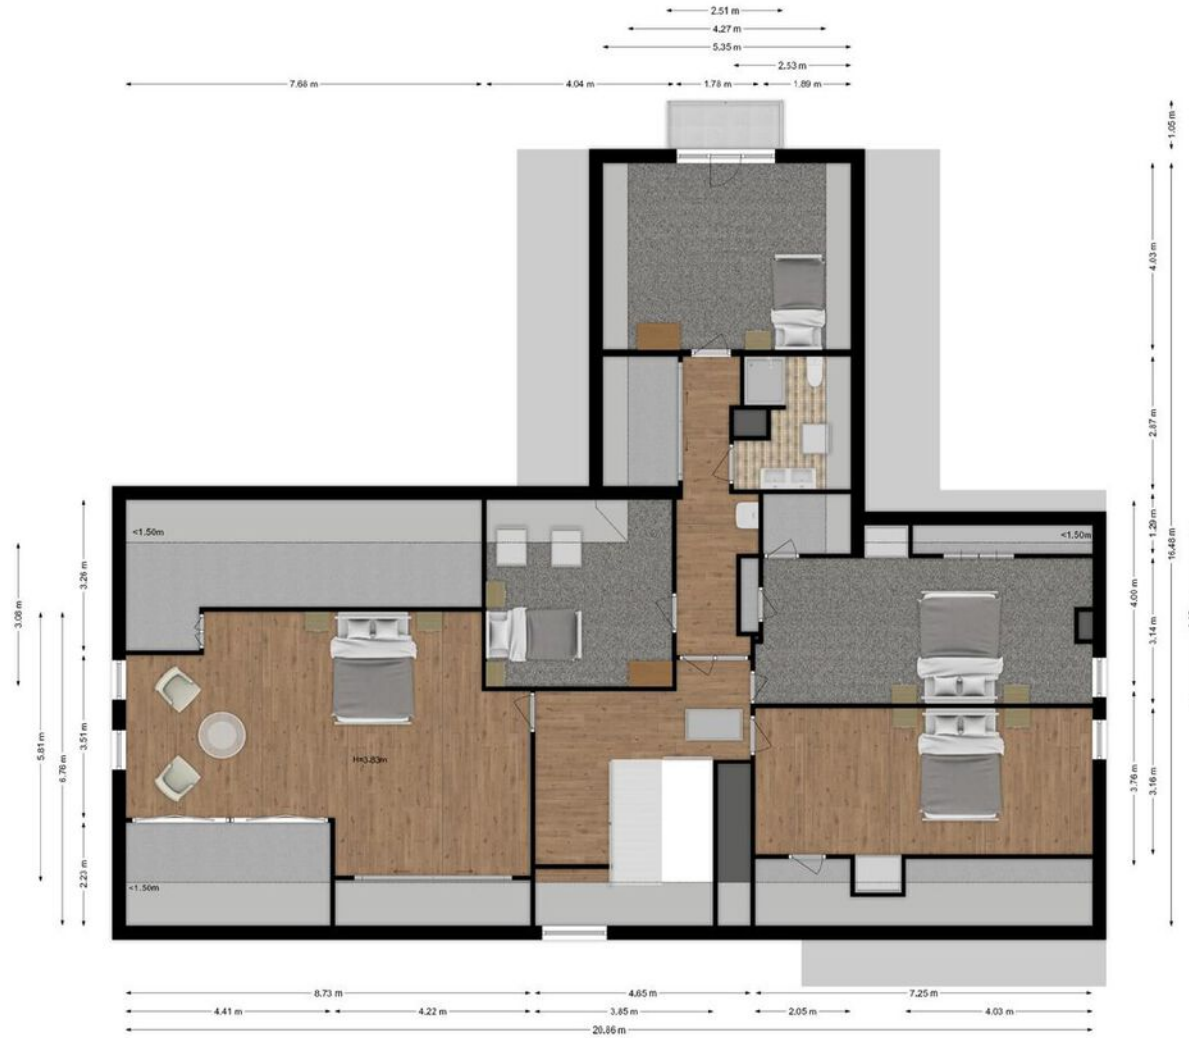 2.51 m
4.27 m
5.35 m
2.53 m
7.68 m
4.04 m
1.78 m
1.89 m
1.05 m
4.03 m
2.87 m
1.29 m
16.48 m
<1.50m
<1.50m
3.26 m
3.08 m
4.00 m
3.14 m
3.51 m
5.81 m
6.76 m
H=3.83m
3.76 m
3.16 m
2.23 m
<1.50m
8.73 m
4.65 m
7.25 m
4.41 m
4.22 m
3.85 m
2.05 m
4.03 m
20.86 m